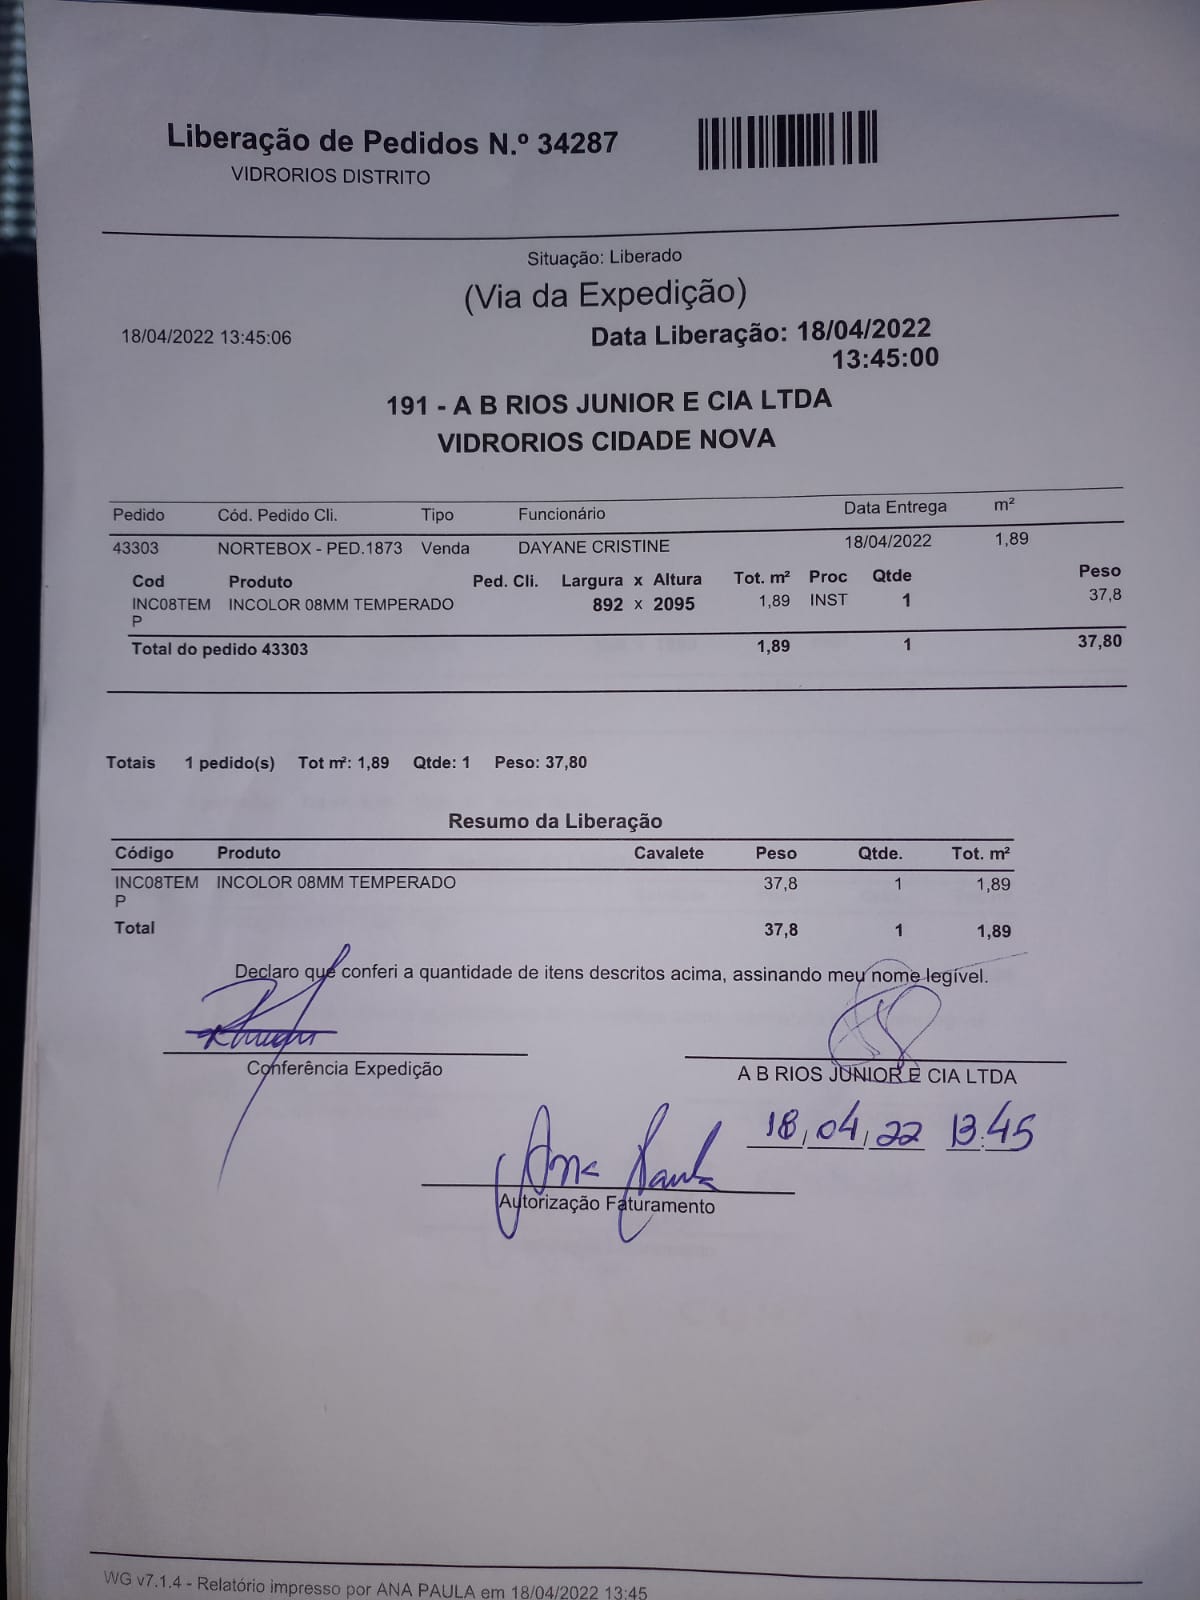 Liberação de Pedidos N.º 34287
VIDRORIOS DISTRITO
Situação: Liberado
(Via da Expedição)
18/04/2022 13:45:06
Data Liberação: 18/04/2022
13:45:00
191 - A B RIOS JUNIOR E CIA LTDA
VIDRORIOS CIDADE NOVA
Pedido Cód. Pedido Cli. Tipo Funcionário Data Entrega m²
43303 NORTEBOX - PED.1873 Venda DAYANE CRISTINE 18/04/2022 1,89
Cod Produto Ped. Cli. Largura x Altura Tot. m² Proc Qtde Peso
INC08TEM INCOLOR 08MM TEMPERADO 892 x 2095 1,89 INST 1 37,8
P
Total do pedido 43303 1,89 1 37,80
Totais 1 pedido(s) Tot m²: 1,89 Qtde: 1 Peso: 37,80
Resumo da Liberação
Código Produto Cavalete Peso Qtde. Tot. m²
INC08TEM INCOLOR 08MM TEMPERADO 37,8 1 1,89
P
Total 37,8 1 1,89
Declaro que conferi a quantidade de itens descritos acima, assinando meu nome legível.
Conferência Expedição
A B RIOS JUNIOR E CIA LTDA
18/04/22 13:45
Ana Paula
Autorização Faturamento
WG v7.1.4 - Relatório impresso por ANA PAULA em 18/04/2022 13:45